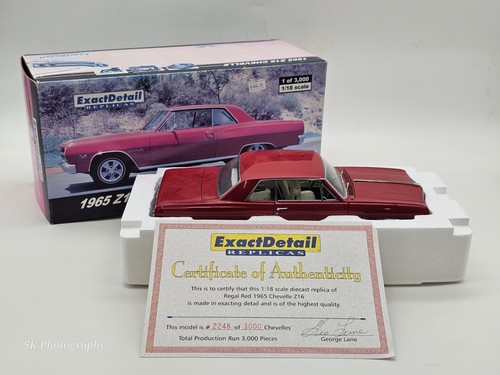 1965 Z16 CHEVELLE
ExactDetail
REPLICAS
1 of 3,000
1/18 scale
1965 Z1
ExactDetail
REPLICAS
Certificate of Authenticity
This is to certify that this 1:18 scale diecast replica of
Regal Red 1965 Chevelle Z16
is made in exacting detail and is of the highest quality.
This model is # 2248 of 3000 Chevelles
Total Production Run 3,000 Pieces
George Lane
SK Photography